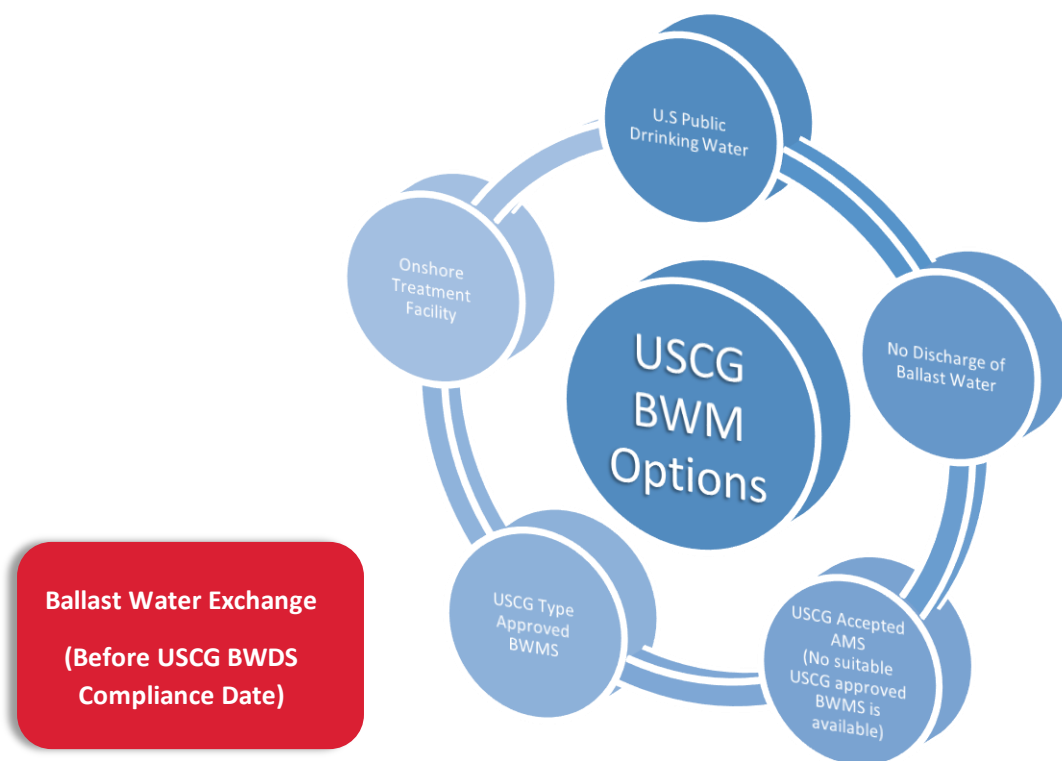 U.S Public
Drrinking Water
Onshore
Treatment
Facility
No Discharge of
Ballast Water
USCG
BWM
Options
USCG Type
Approved
BWMS
USCG Accepted
AMS
(No suitable
USCG approved
BWMS is
available)
Ballast Water Exchange
(Before USCG BWDS
Compliance Date)